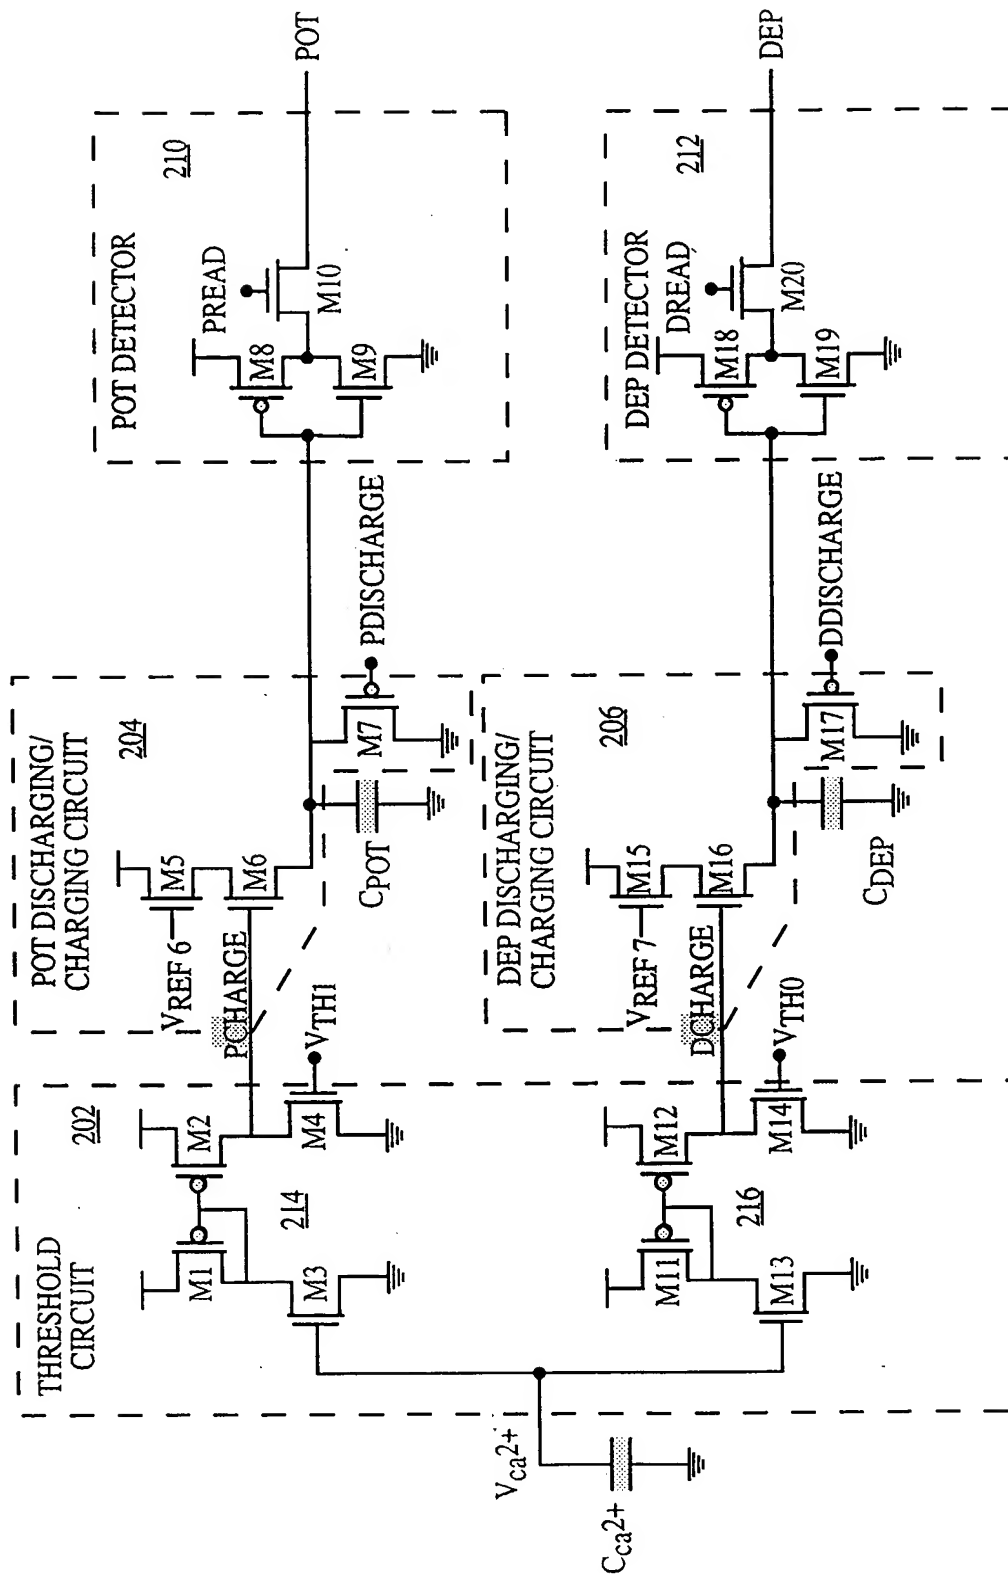 THRESHOLD
CIRCUIT
202
M1
M2
214
M3
M4
VTH1
M11
M12
216
M13
M14
VTH0
Vca2+
Cca2+
POT DISCHARGING/
CHARGING CIRCUIT
204
VREF 6
M5
PCHARGE
M6
M7
PDISCHARGE
CPOT
DEP DISCHARGING/
CHARGING CIRCUIT
206
VREF 7
M15
DCHARGE
M16
M17
DDISCHARGE
CDEP
POT DETECTOR
210
PREAD
M8
M9
M10
POT
DEP DETECTOR
212
DREAD
M18
M19
M20
DEP